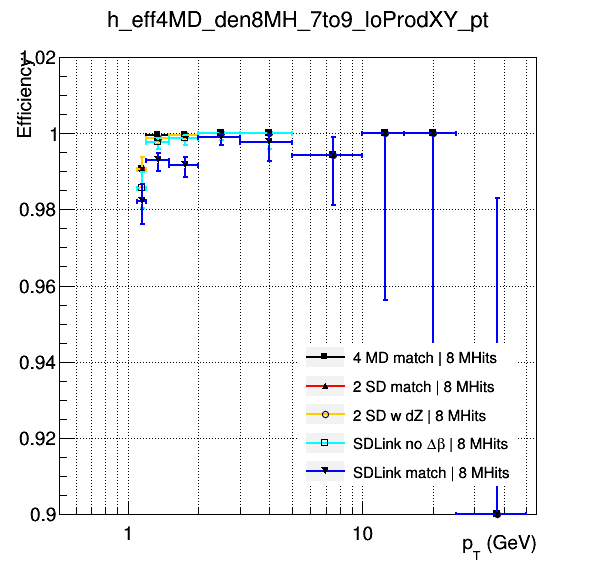 h_eff4MD_den8MH_7to9_loProdXY_pt
Efficiency
1.02
1
0.98
0.96
0.94
0.92
0.9
4 MD match | 8 MHits
2 SD match | 8 MHits
2 SD w dZ | 8 MHits
SDLink no Δβ | 8 MHits
SDLink match | 8 MHits
1
10
pT (GeV)